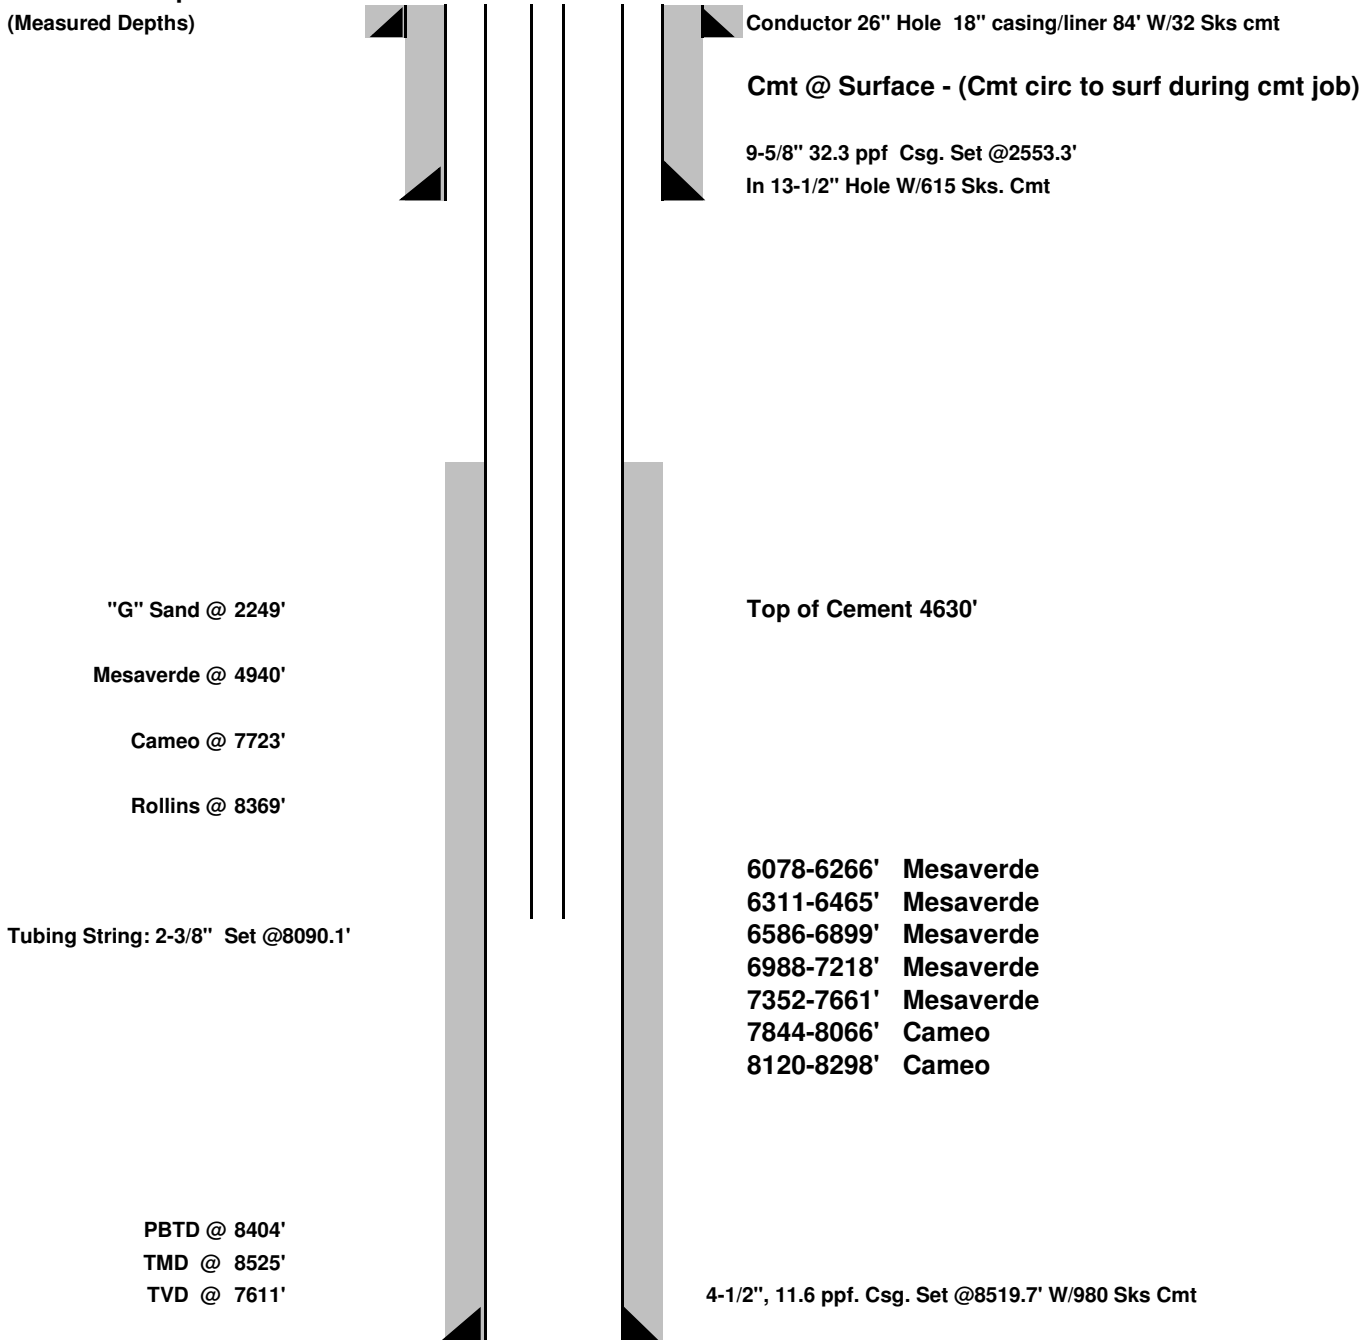 (Measured Depths)
Conductor 26" Hole 18" casing/liner 84' W/32 Sks cmt
Cmt @ Surface - (Cmt circ to surf during cmt job)
9-5/8" 32.3 ppf Csg. Set @2553.3'
In 13-1/2" Hole W/615 Sks. Cmt
"G" Sand @ 2249'
Top of Cement 4630'
Mesaverde @ 4940'
Cameo @ 7723'
Rollins @ 8369'
6078-6266' Mesaverde
6311-6465' Mesaverde
Tubing String: 2-3/8" Set @8090.1'
6586-6899' Mesaverde
6988-7218' Mesaverde
7352-7661' Mesaverde
7844-8066' Cameo
8120-8298' Cameo
PBTD @ 8404'
TMD @ 8525'
TVD @ 7611'
4-1/2", 11.6 ppf. Csg. Set @8519.7' W/980 Sks Cmt